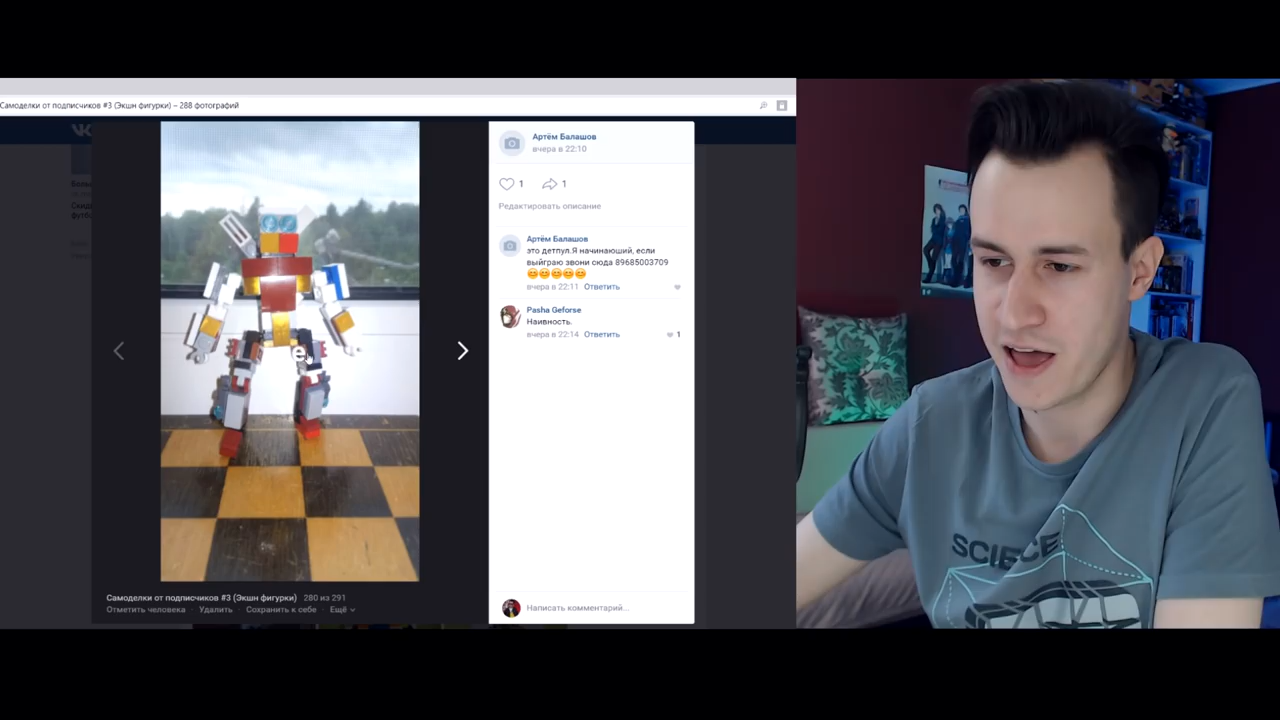 Самоделки от подписчиков #3 (Экшн фигурки) – 288 фотографий
Артём Балашов
вчера в 22:10
1 1
Редактировать описание
Артём Балашов
это детпул.Я начинаюший, если
выйграю звони сюда 89685003709
вчера в 22:11 Ответить
Pasha Geforse
Наивность.
вчера в 22:14 Ответить 1
Самоделки от подписчиков #3 (Экшн фигурки) 280 из 291
Отметить человека · Удалить · Сохранить к себе · Ещё
Написать комментарий...
SCIECE